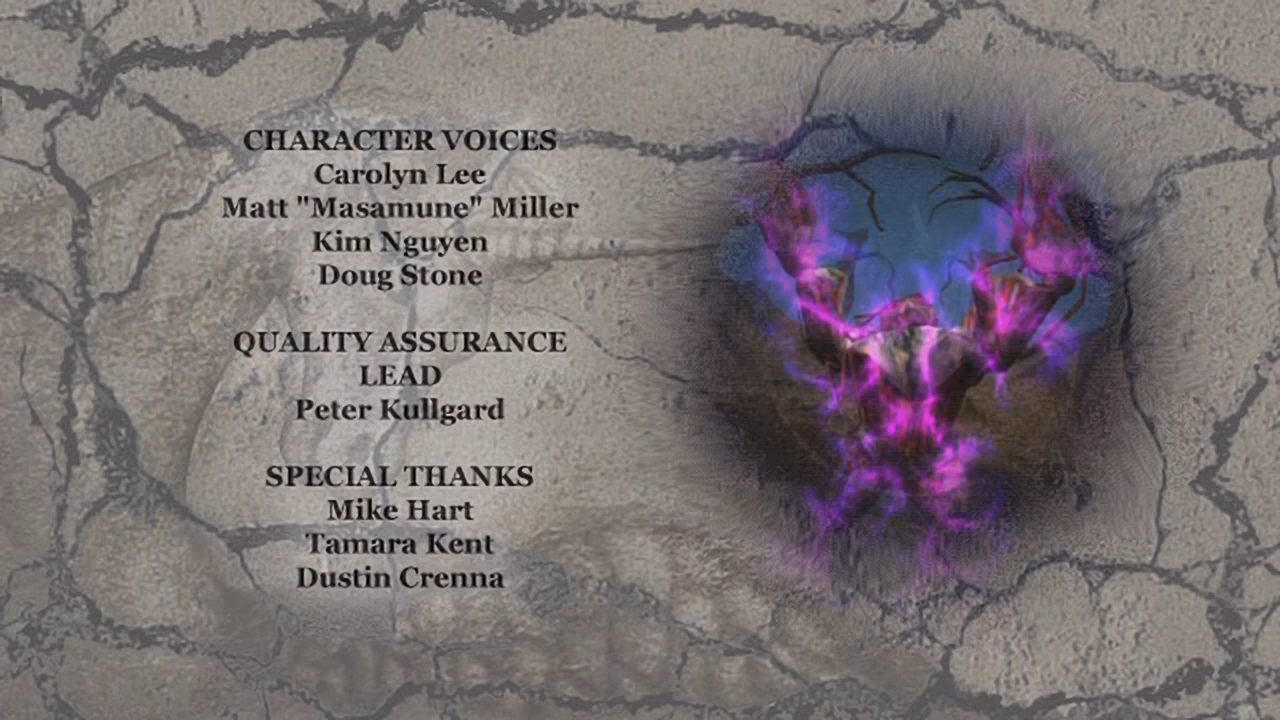 CHARACTER VOICES
Carolyn Lee
Matt "Masamune" Miller
Kim Nguyen
Doug Stone
QUALITY ASSURANCE
LEAD
Peter Kullgard
SPECIAL THANKS
Mike Hart
Tamara Kent
Dustin Crenna